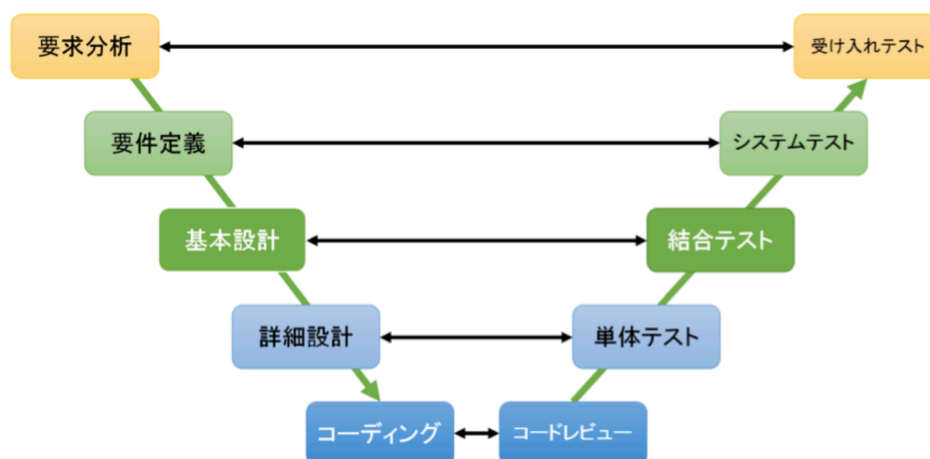 要求分析
受け入れテスト
要件定義
システムテスト
基本設計
結合テスト
詳細設計
単体テスト
コーディング
コードレビュー